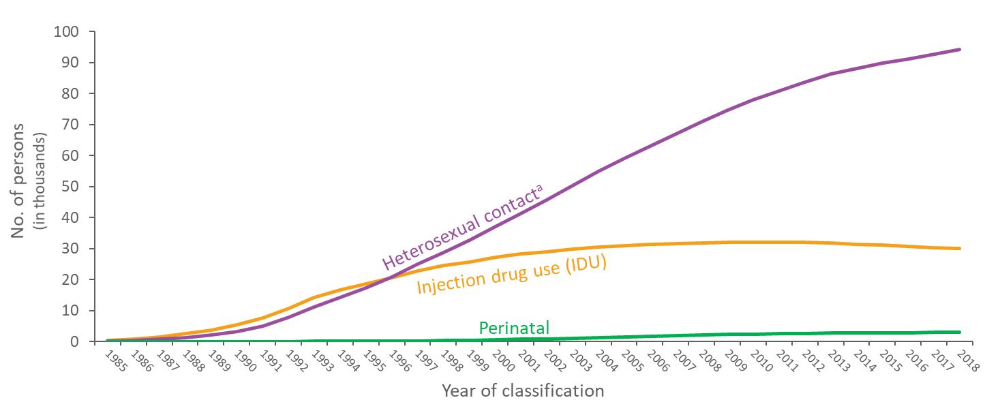 100
90
80
70
60
50
40
30
20
10
0
No. of persons
(in thousands)
Heterosexual contactᵃ
Injection drug use (IDU)
Perinatal
1985 1986 1987 1988 1989 1990 1991 1992 1993 1994 1995 1996 1997 1998 1999 2000 2001 2002 2003 2004 2005 2006 2007 2008 2009 2010 2011 2012 2013 2014 2015 2016 2017 2018
Year of classification